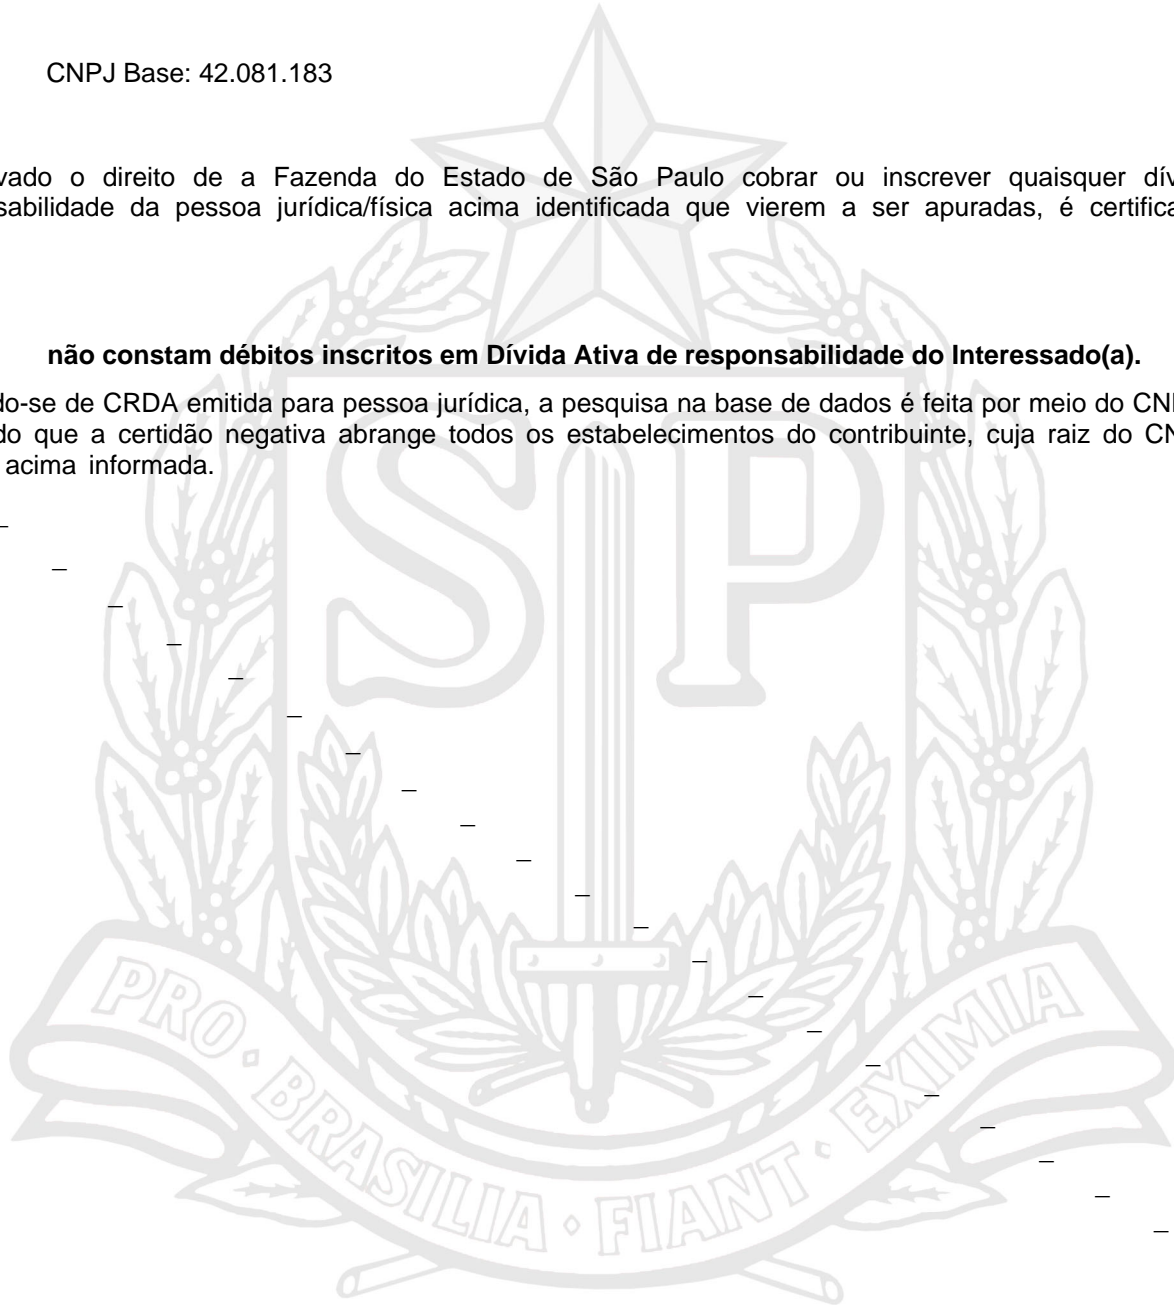 CNPJ Base: 42.081.183
vado o direito de a Fazenda do Estado de São Paulo cobrar ou inscrever quaisquer dív
sabilidade da pessoa jurídica/física acima identificada que vierem a ser apuradas, é certifica
não constam débitos inscritos em Dívida Ativa de responsabilidade do Interessado(a).
do-se de CRDA emitida para pessoa jurídica, a pesquisa na base de dados é feita por meio do CN
do que a certidão negativa abrange todos os estabelecimentos do contribuinte, cuja raiz do CN
acima informada.
SP
PRO · BRASILIA · FIANT · EXIMIA